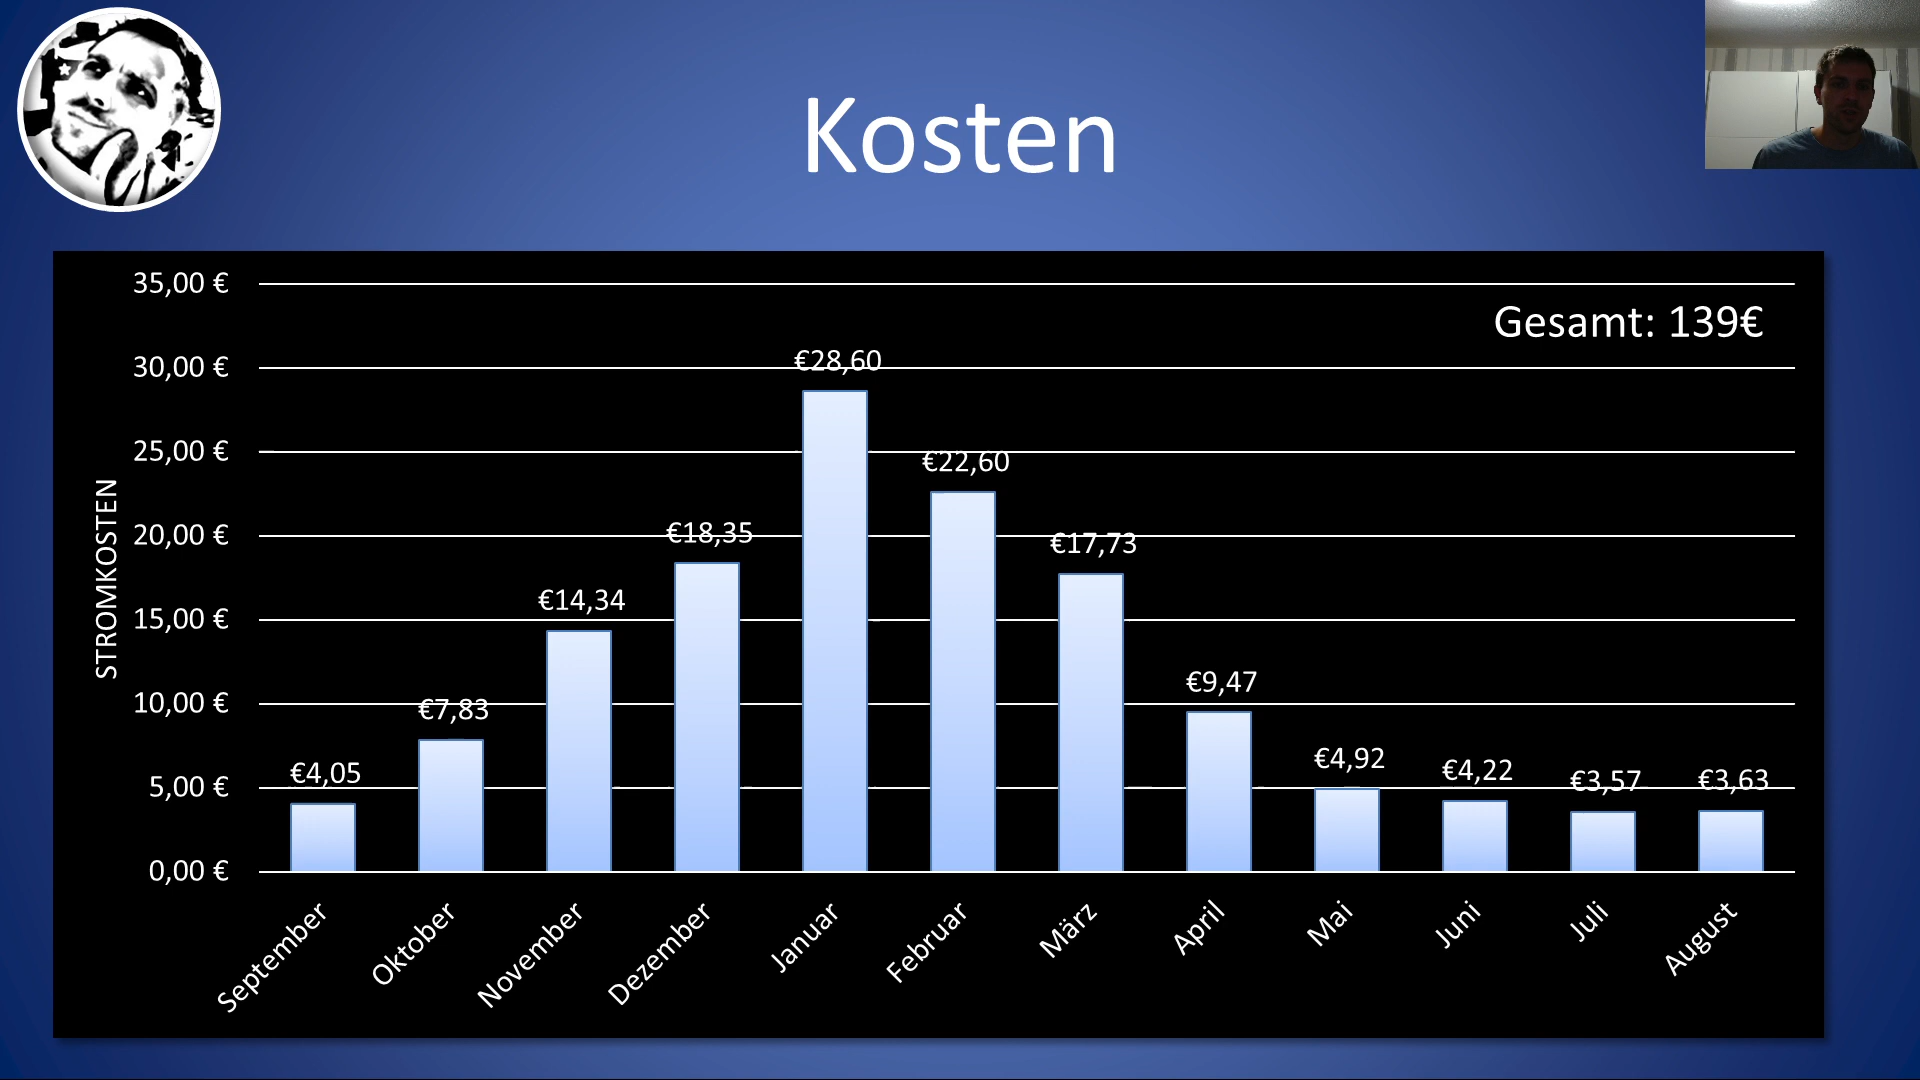 Kosten
Gesamt: 139€
STROMKOSTEN
35,00 €
30,00 €
25,00 €
20,00 €
15,00 €
10,00 €
5,00 €
0,00 €
€4,05
€7,83
€14,34
€18,35
€28,60
€22,60
€17,73
€9,47
€4,92
€4,22
€3,57
€3,63
September
Oktober
November
Dezember
Januar
Februar
März
April
Mai
Juni
Juli
August